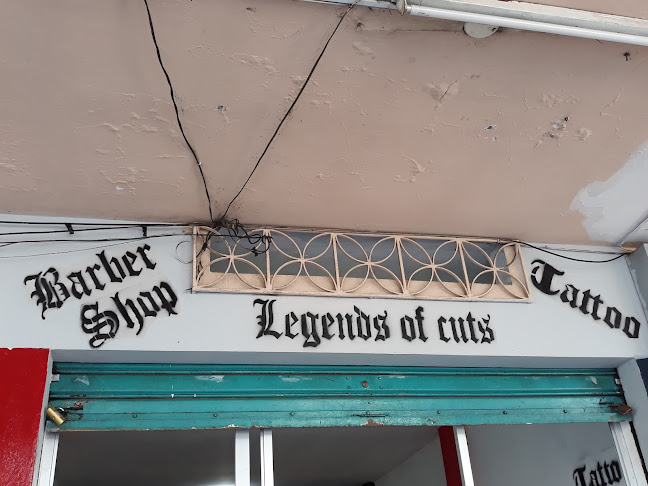 Barber
Shop
Legends of cuts
Tattoo
Tatto